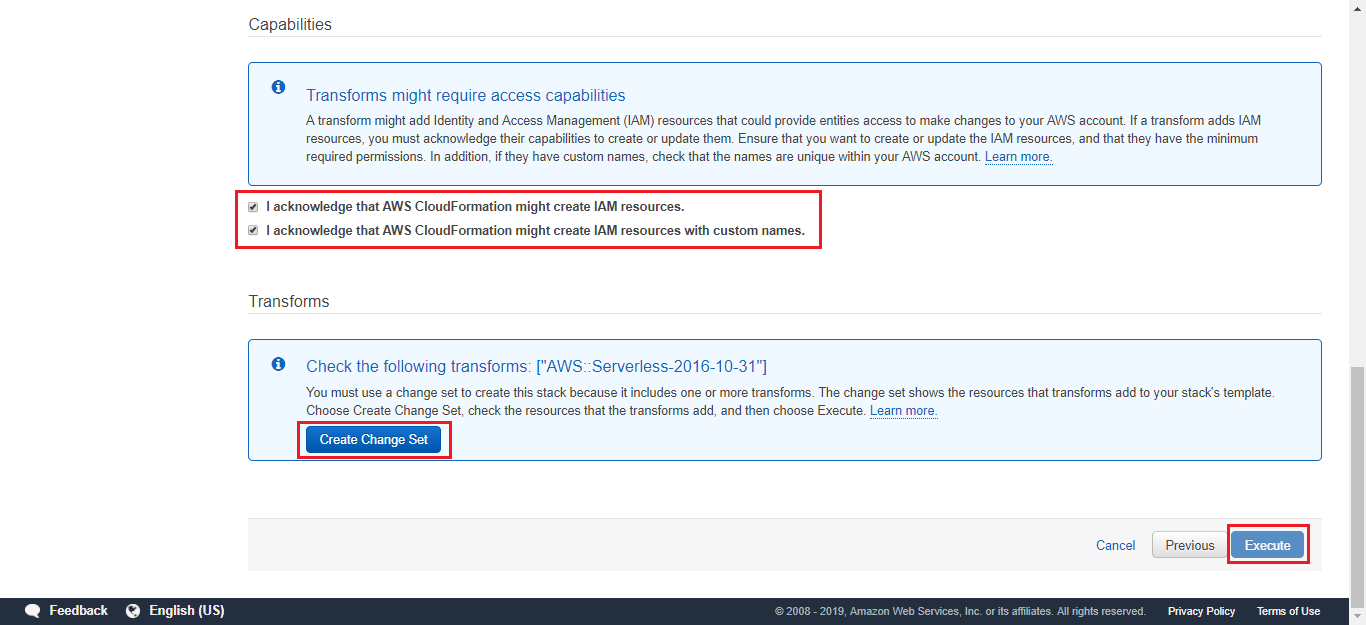 Capabilities
Transforms might require access capabilities
A transform might add Identity and Access Management (IAM) resources that could provide entities access to make changes to your AWS account. If a transform adds IAM
resources, you must acknowledge their capabilities to create or update them. Ensure that you want to create or update the IAM resources, and that they have the minimum
required permissions. In addition, if they have custom names, check that the names are unique within your AWS account. Learn more.
I acknowledge that AWS CloudFormation might create IAM resources.
I acknowledge that AWS CloudFormation might create IAM resources with custom names.
Transforms
Check the following transforms: ["AWS::Serverless-2016-10-31"]
You must use a change set to create this stack because it includes one or more transforms. The change set shows the resources that transforms add to your stack's template.
Choose Create Change Set, check the resources that the transforms add, and then choose Execute. Learn more.
Create Change Set
Cancel Previous Execute
Feedback English (US) © 2008 - 2019, Amazon Web Services, Inc. or its affiliates. All rights reserved. Privacy Policy Terms of Use